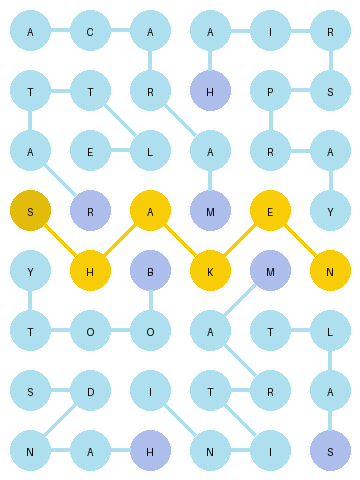 A C A A I R
T T R H P S
A E L A R A
S R A M E Y
Y H B K M N
T O O A T L
S D I T R A
N A H N I S